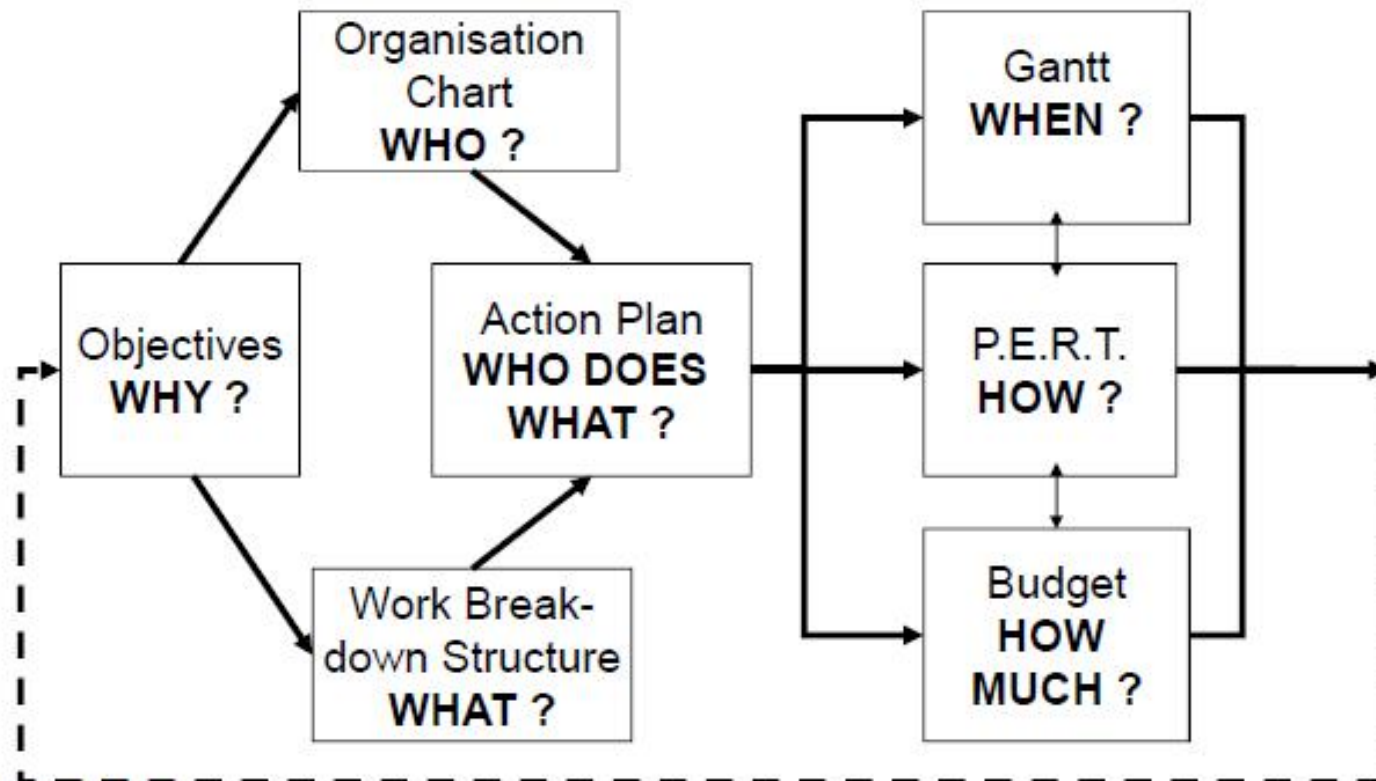 Organisation
Chart
WHO ?
Gantt
WHEN ?
Objectives
WHY ?
Action Plan
WHO DOES
WHAT ?
P.E.R.T.
HOW ?
Work Break-
down Structure
WHAT ?
Budget
HOW
MUCH ?